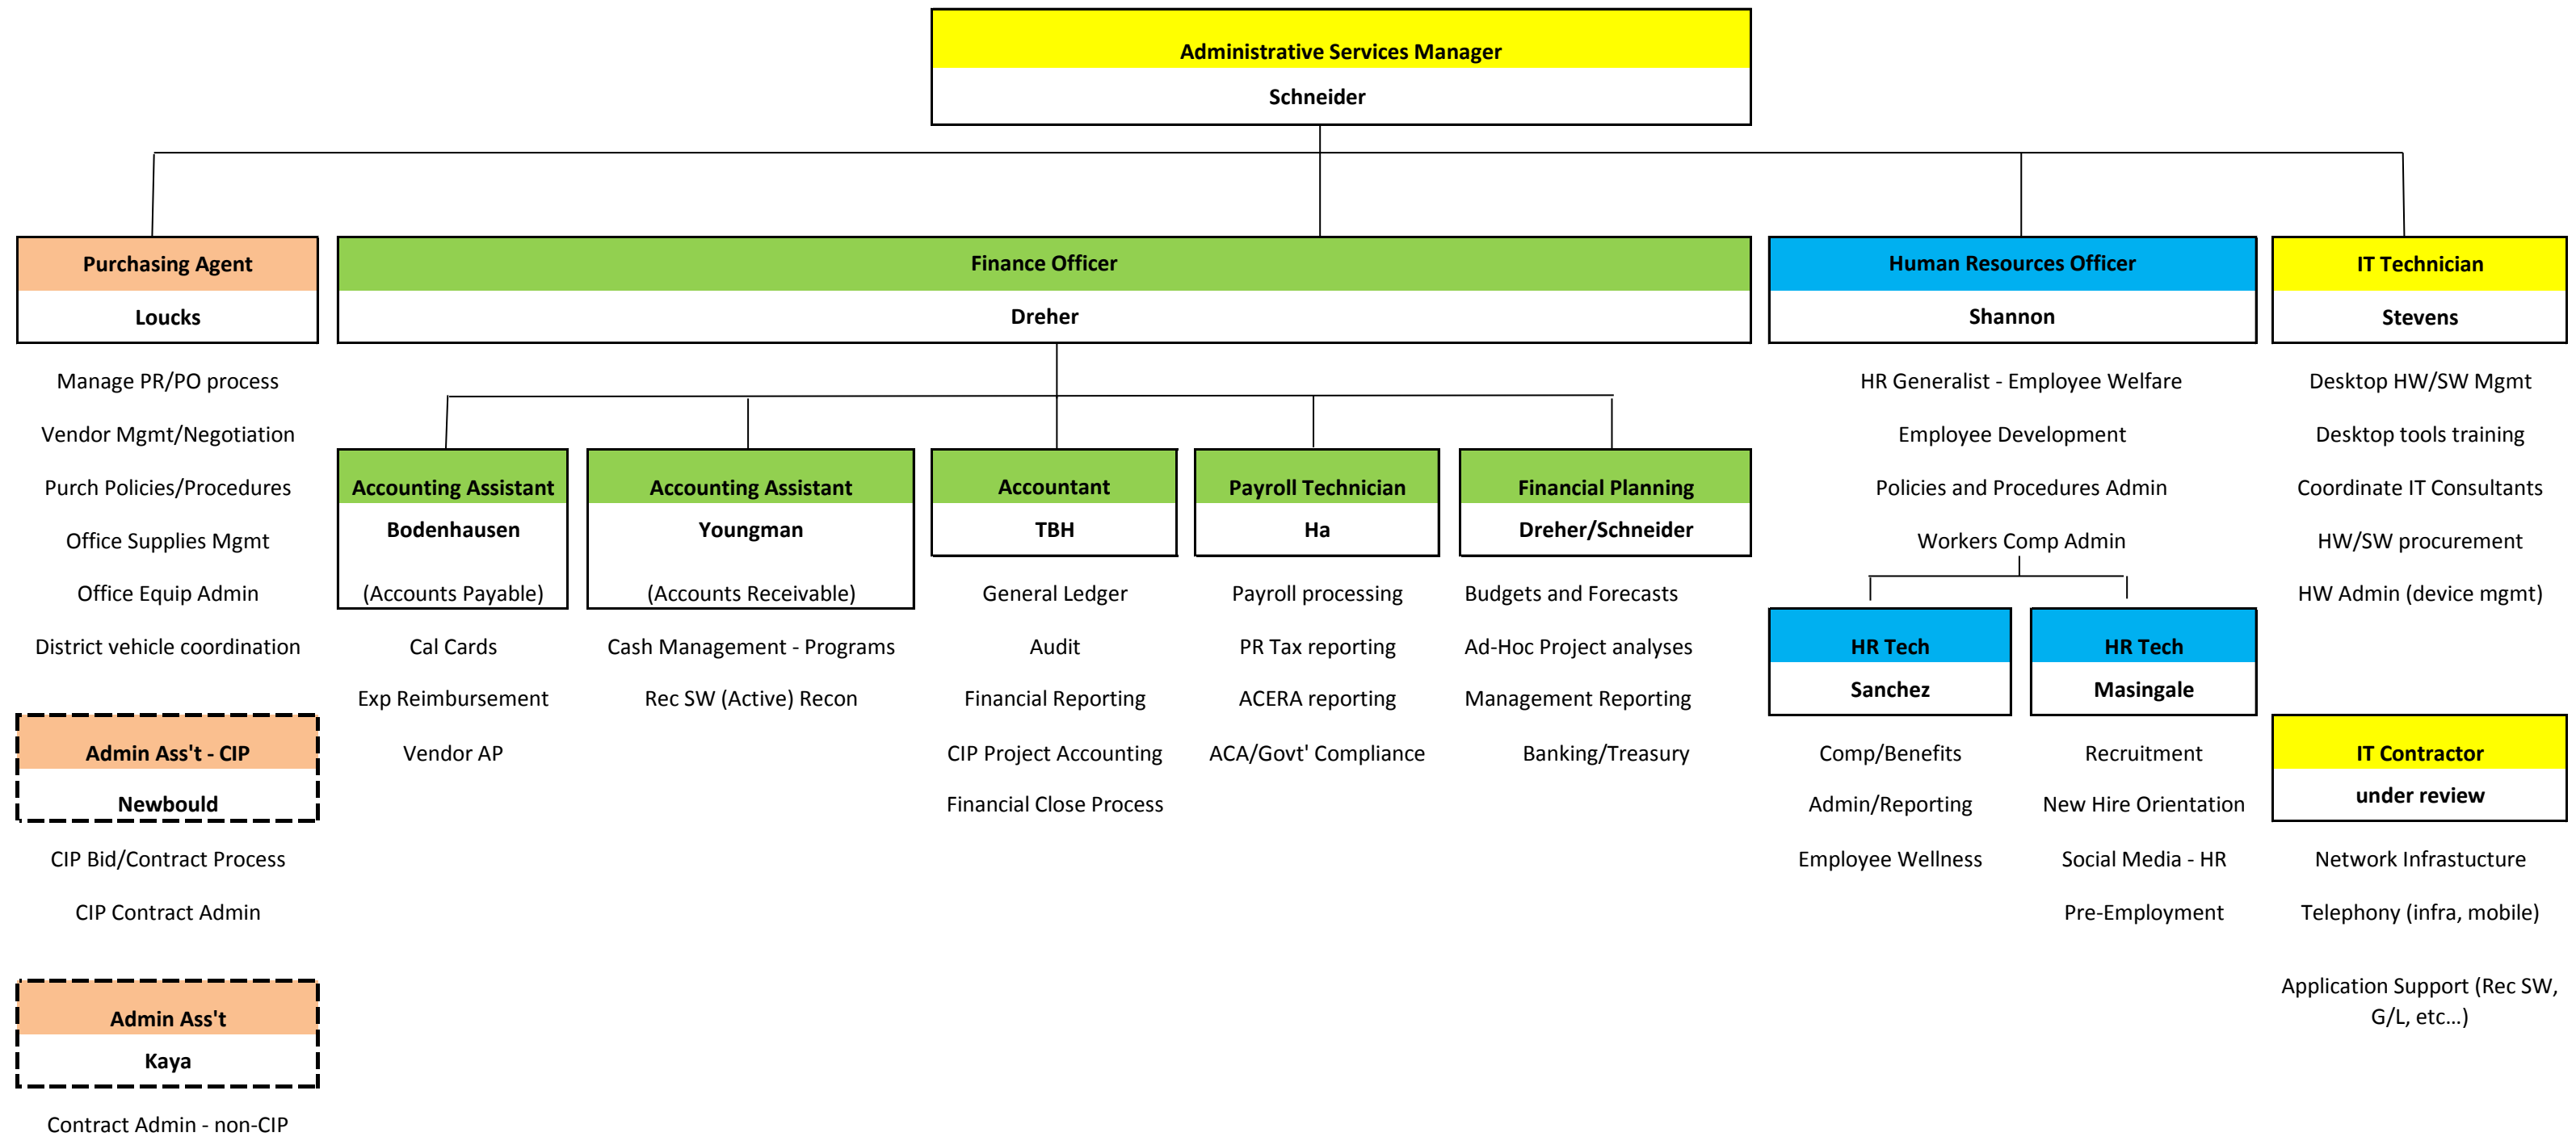 Administrative Services Manager
Schneider
Purchasing Agent
Loucks
Manage PR/PO process
Vendor Mgmt/Negotiation
Purch Policies/Procedures
Office Supplies Mgmt
Office Equip Admin
District vehicle coordination
Admin Ass't - CIP
Newbould
CIP Bid/Contract Process
CIP Contract Admin
Admin Ass't
Kaya
Contract Admin - non-CIP
Finance Officer
Dreher
Accounting Assistant
Bodenhausen
(Accounts Payable)
Cal Cards
Exp Reimbursement
Vendor AP
Accounting Assistant
Youngman
(Accounts Receivable)
Cash Management - Programs
Rec SW (Active) Recon
Accountant
TBH
General Ledger
Audit
Financial Reporting
CIP Project Accounting
Financial Close Process
Payroll Technician
Ha
Payroll processing
PR Tax reporting
ACERA reporting
ACA/Govt' Compliance
Financial Planning
Dreher/Schneider
Budgets and Forecasts
Ad-Hoc Project analyses
Management Reporting
Banking/Treasury
Human Resources Officer
Shannon
HR Generalist - Employee Welfare
Employee Development
Policies and Procedures Admin
Workers Comp Admin
HR Tech
Sanchez
Comp/Benefits
Admin/Reporting
Employee Wellness
HR Tech
Masingale
Recruitment
New Hire Orientation
Social Media - HR
Pre-Employment
IT Technician
Stevens
Desktop HW/SW Mgmt
Desktop tools training
Coordinate IT Consultants
HW/SW procurement
HW Admin (device mgmt)
IT Contractor
under review
Network Infrastucture
Telephony (infra, mobile)
Application Support (Rec SW,
G/L, etc…)